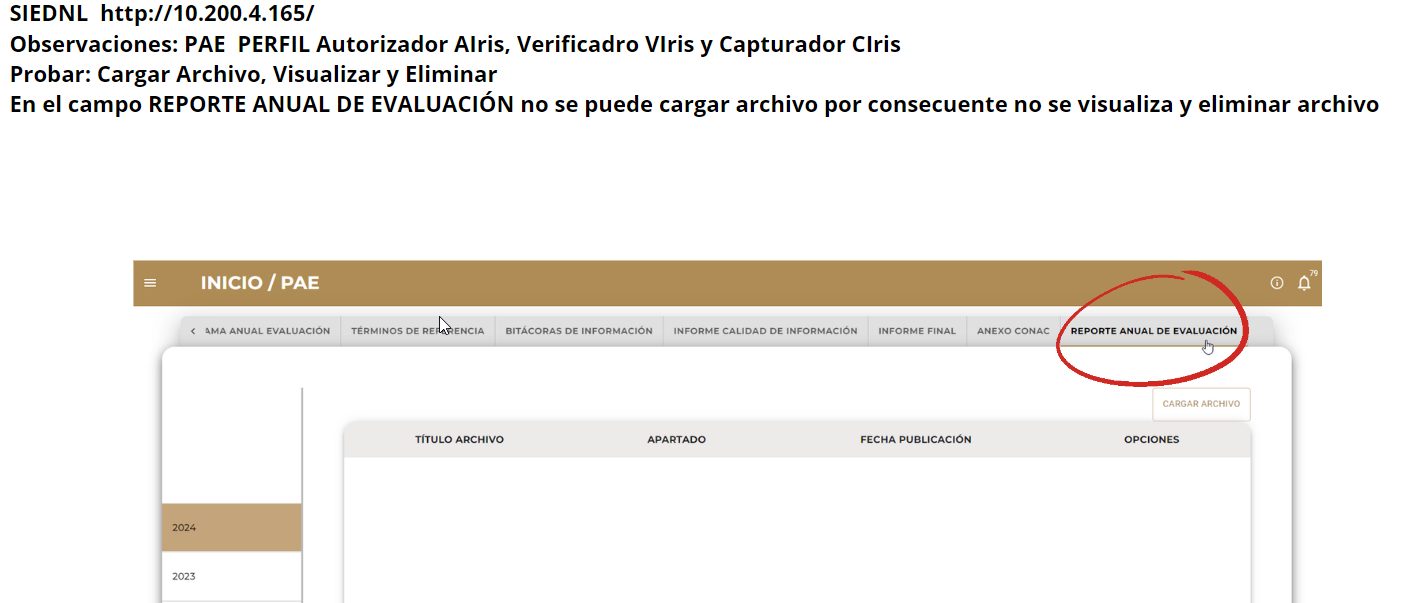 SIEDNL http://10.200.4.165/
Observaciones: PAE PERFIL Autorizador AIris, Verificadro VIris y Capturador CIris
Probar: Cargar Archivo, Visualizar y Eliminar
En el campo REPORTE ANUAL DE EVALUACIÓN no se puede cargar archivo por consecuente no se visualiza y eliminar archivo
INICIO / PAE
79
AMA ANUAL EVALUACIÓN TÉRMINOS DE REFERENCIA BITÁCORAS DE INFORMACIÓN INFORME CALIDAD DE INFORMACIÓN INFORME FINAL ANEXO CONAC REPORTE ANUAL DE EVALUACIÓN
CARGAR ARCHIVO
TÍTULO ARCHIVO APARTADO FECHA PUBLICACIÓN OPCIONES
2024
2023